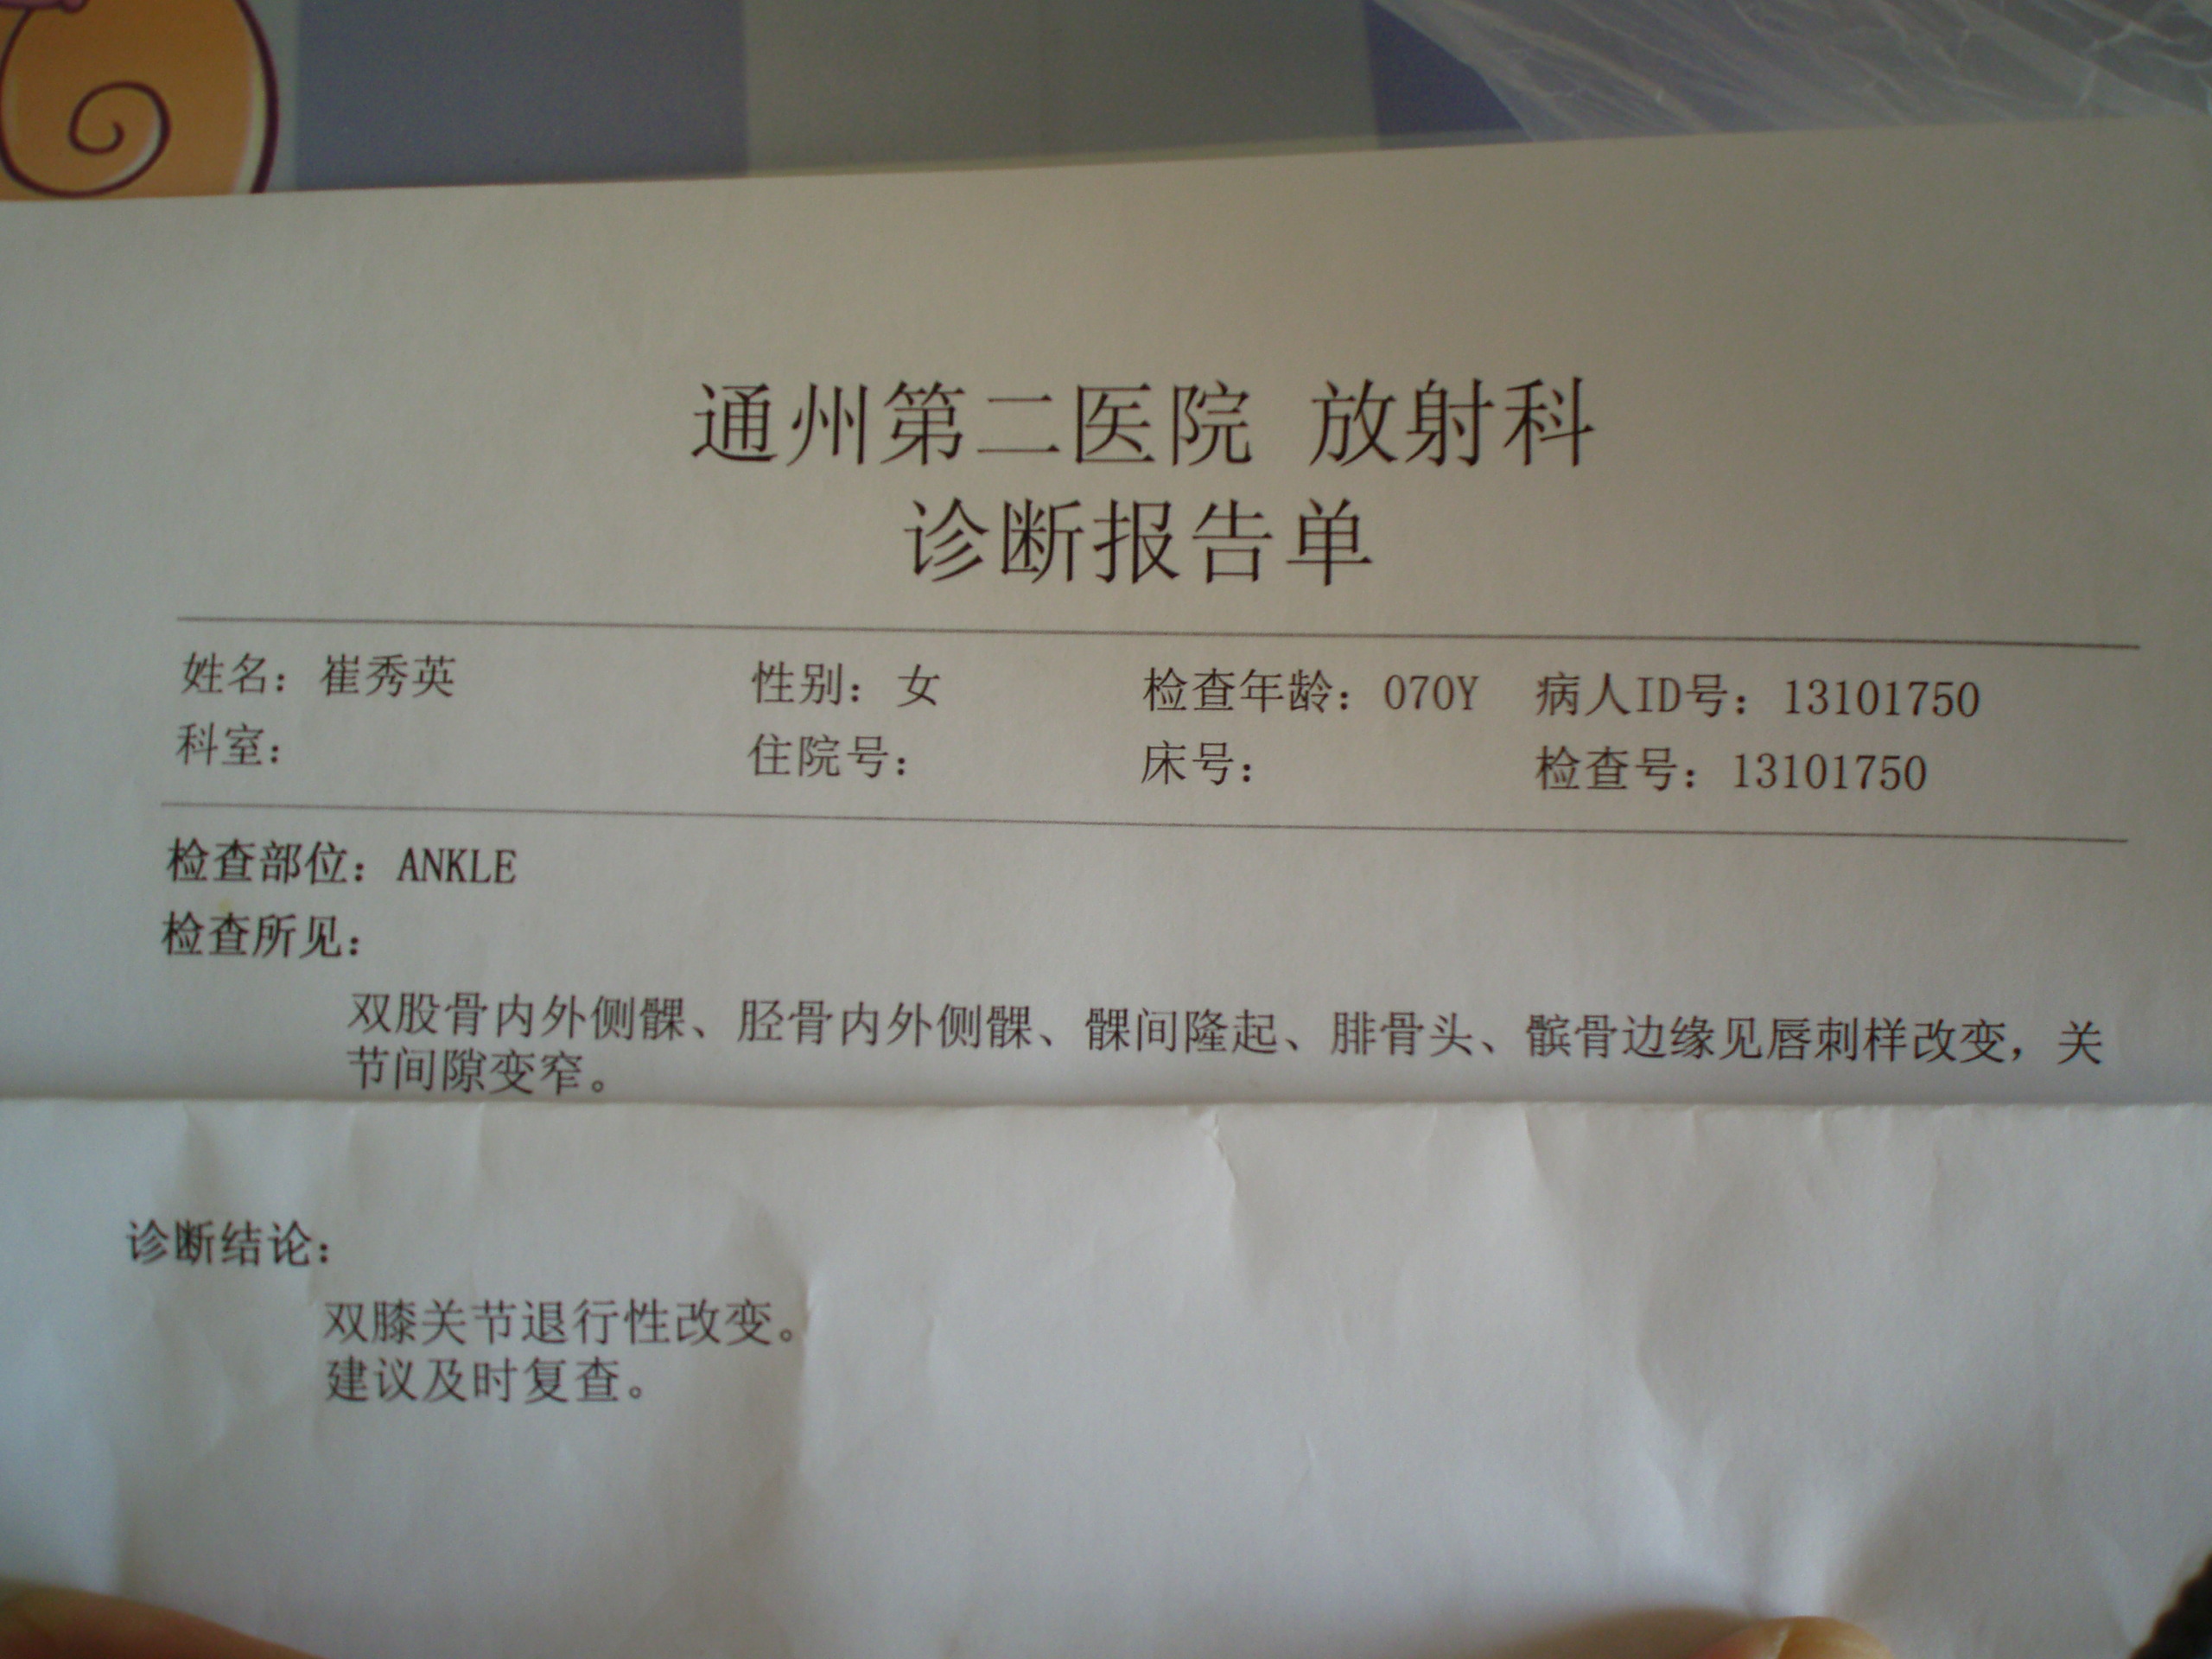 通州第二医院 放射科
诊断报告单
姓名：崔秀英 性别：女 检查年龄：070Y 病人ID号：13101750
科室： 住院号： 床号： 检查号：13101750
检查部位：ANKLE
检查所见：
双股骨内外侧髁、胫骨内外侧髁、髁间隆起、腓骨头、髌骨边缘见唇刺样改变，关
节间隙变窄。
诊断结论：
双膝关节退行性改变。
建议及时复查。